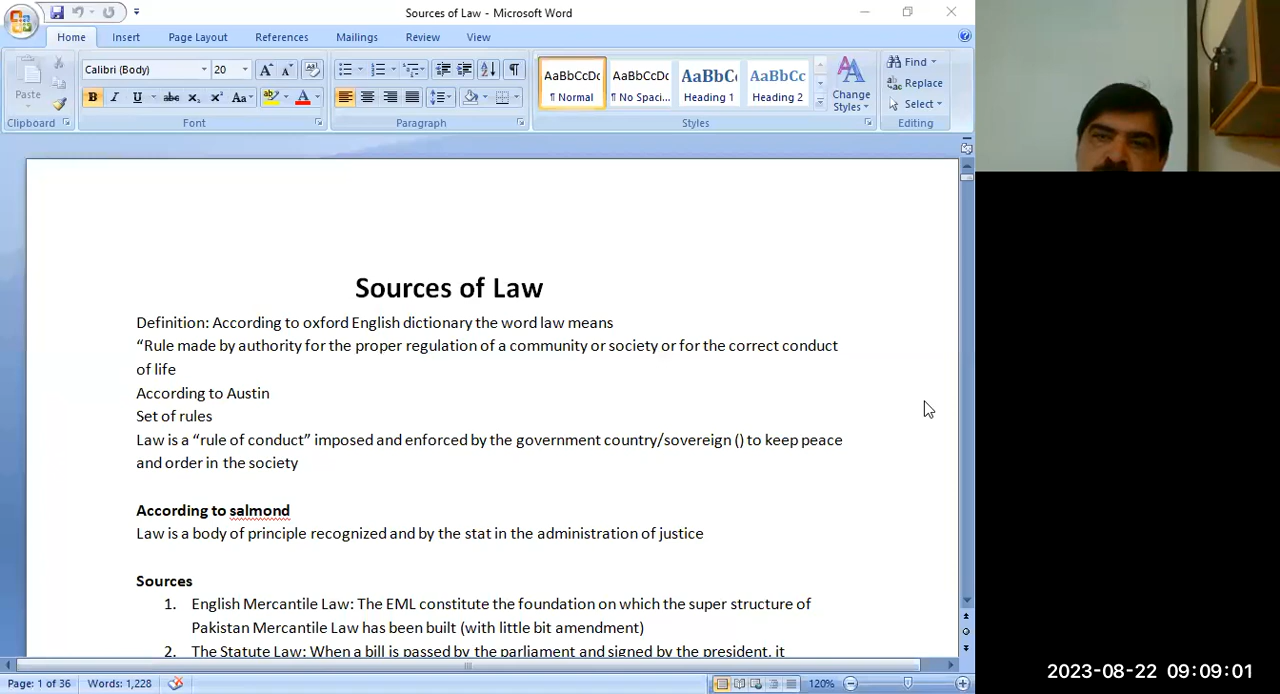 Sources of Law - Microsoft Word
Home Insert Page Layout References Mailings Review View
Paste
Calibri (Body) 20
AaBbCcDc AaBbCcDc AaBbC AaBbCc
¶ Normal ¶ No Spaci... Heading 1 Heading 2
Change
Styles
Find
Replace
Select
Clipboard Font Paragraph Styles Editing
Sources of Law
Definition: According to oxford English dictionary the word law means
“Rule made by authority for the proper regulation of a community or society or for the correct conduct
of life
According to Austin
Set of rules
Law is a “rule of conduct” imposed and enforced by the government country/sovereign () to keep peace
and order in the society
According to salmond
Law is a body of principle recognized and by the stat in the administration of justice
Sources
1. English Mercantile Law: The EML constitute the foundation on which the super structure of
Pakistan Mercantile Law has been built (with little bit amendment)
2. The Statute Law: When a bill is passed by the parliament and signed by the president, it
Page: 1 of 36 Words: 1,228 120%
2023-08-22 09:09:01